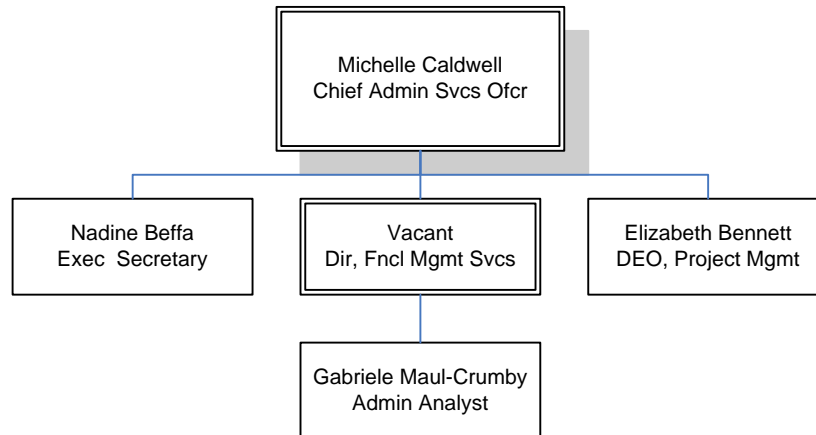 Michelle Caldwell
Chief Admin Svcs Ofcr
Nadine Beffa
Exec  Secretary
Vacant
Dir, Fncl Mgmt Svcs
Elizabeth Bennett
DEO, Project Mgmt
Gabriele Maul-Crumby
Admin Analyst